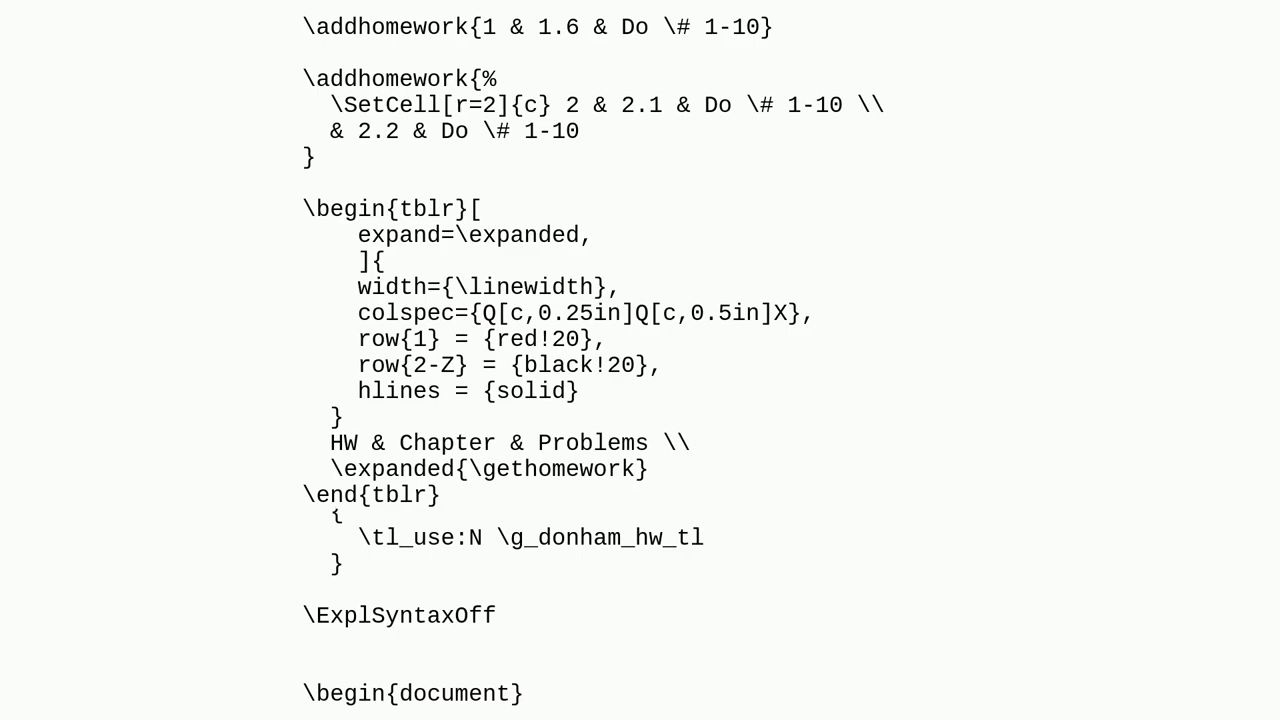 \addhomework{1 & 1.6 & Do \# 1-10}
\addhomework{%
\SetCell[r=2]{c} 2 & 2.1 & Do \# 1-10 \\
& 2.2 & Do \# 1-10
}
\begin{tblr}[
expand=\expanded,
]{
width={\linewidth},
colspec={Q[c,0.25in]Q[c,0.5in]X},
row{1} = {red!20},
row{2-Z} = {black!20},
hlines = {solid}
}
HW & Chapter & Problems \\
\expanded{\gethomework}
\end{tblr}
{
\tl_use:N \g_donham_hw_tl
}
\ExplSyntaxOff
\begin{document}